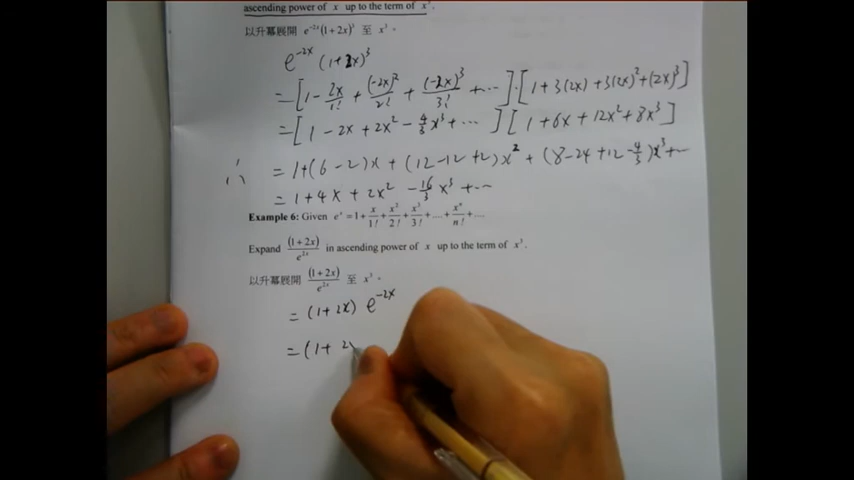 ascending power of x up to the term of x³.
以升幂展開 e^{-2x}(1+2x)³ 至 x³。
e^{-2x} (1+2x)³
= [1 - 2x/1! + (-2x)²/2! + (-2x)³/3! + ⋯] · [1 + 3(2x) + 3(2x)² + (2x)³]
= [1 - 2x + 2x² - 4/3 x³ + ⋯] [1 + 6x + 12x² + 8x³]
= 1 + (6-2)x + (12-12+2)x² + (8-24+12-4/3)x³ + ⋯
= 1 + 4x + 2x² - 16/3 x³ + ⋯
Example 6: Given e^x = 1 + x/1! + x²/2! + x³/3! + .... + x^n/n! + ....
Expand (1+2x)/e^{2x} in ascending power of x up to the term of x³.
以升幂展開 (1+2x)/e^{2x} 至 x³。
= (1+2x) e^{-2x}
= (1+ 2x